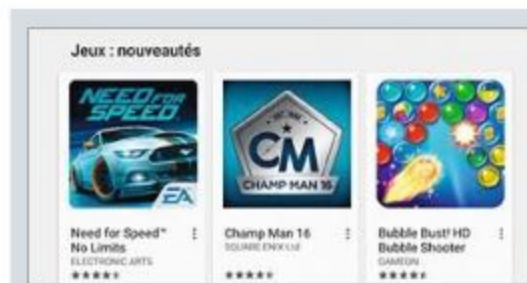 Jeux : nouveautés
NEED FOR
SPEED
EA
CM
CHAMP MAN 16
Need for Speed™
No Limits
ELECTRONIC ARTS
Champ Man 16
SQUARE ENIX Ltd
Bubble Bust! HD
Bubble Shooter
GAMEON